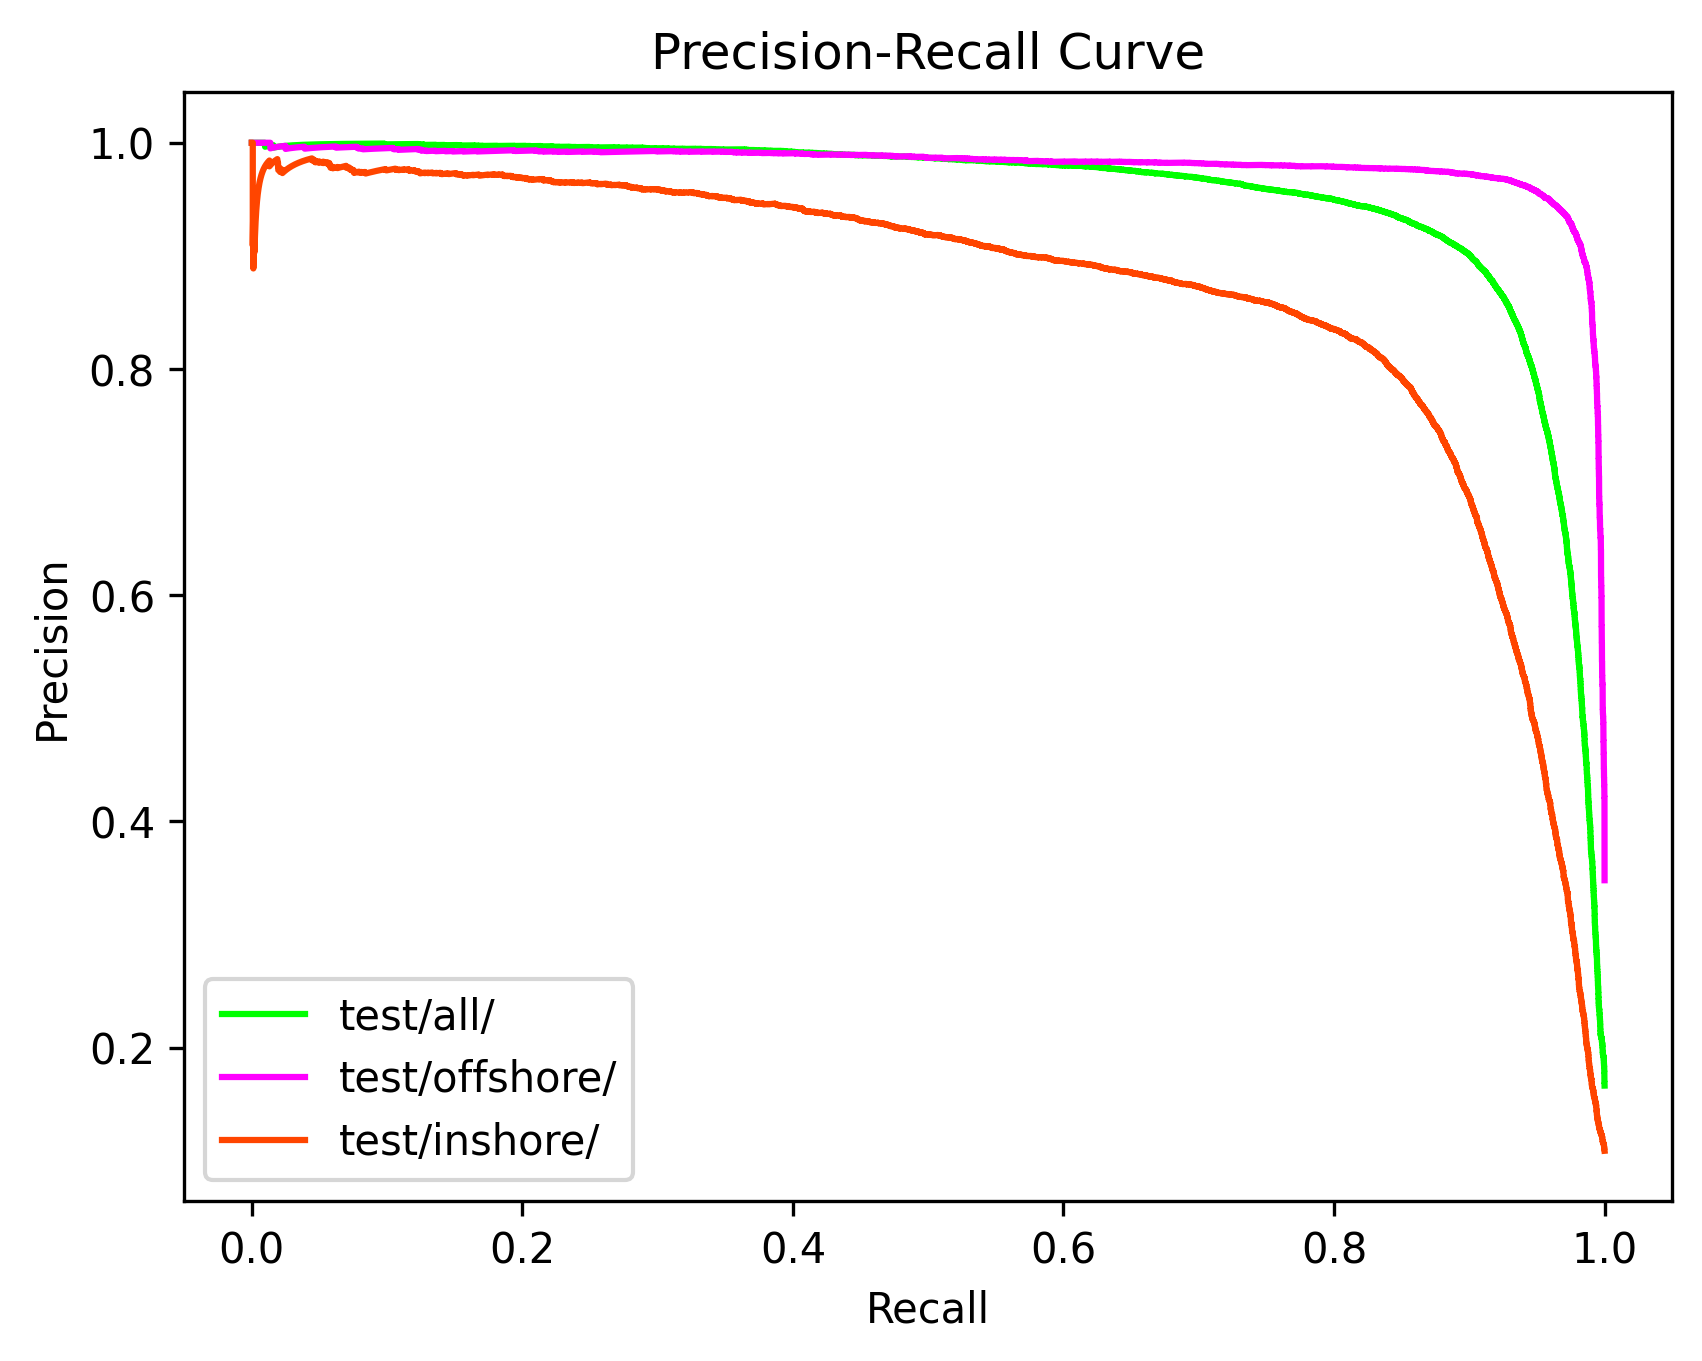 Precision-Recall Curve
1.0
0.8
0.6
0.4
0.2
Precision
test/all/
test/offshore/
test/inshore/
0.0 0.2 0.4 0.6 0.8 1.0
Recall